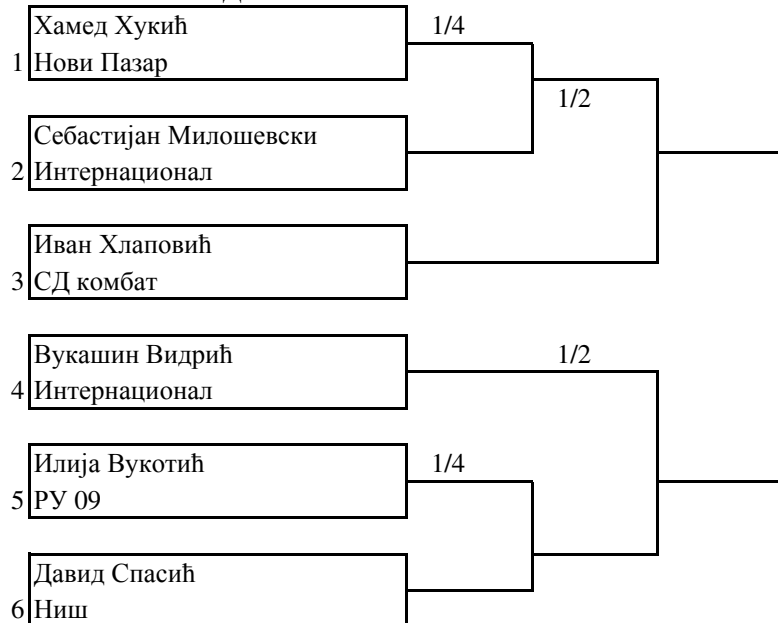 Хамед Хукић 1/4
1 Нови Пазар
1/2
Себастијан Милошевски
2 Интернационал
Иван Хлаповић
3 СД комбат
Вукашин Видрић 1/2
4 Интернационал
Илија Вукотић 1/4
5 РУ 09
Давид Спасић
6 Ниш